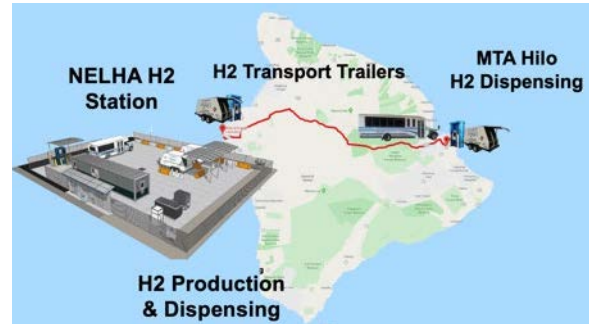 NELHA H2
Station
H2 Transport Trailers
MTA Hilo
H2 Dispensing
H2 Production
& Dispensing